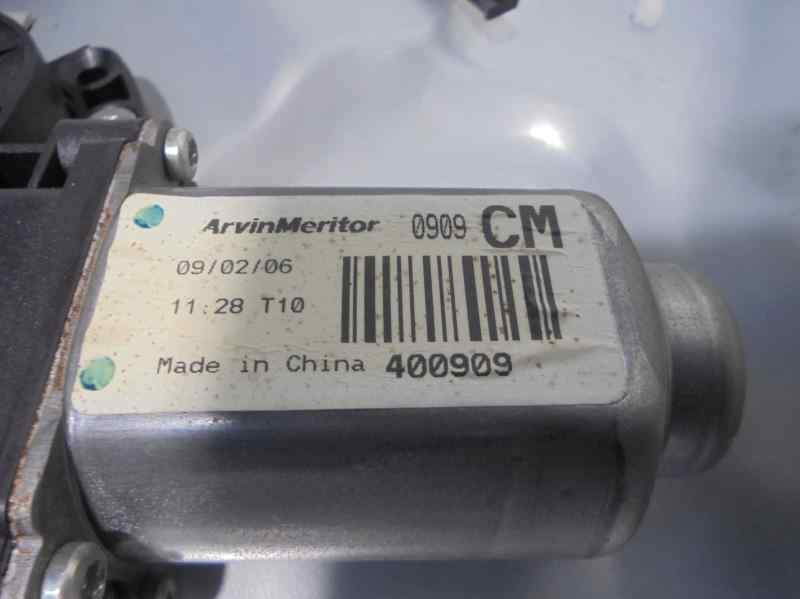 ArvinMeritor 0909 CM
09/02/06
11:28 T10
Made in China 400909